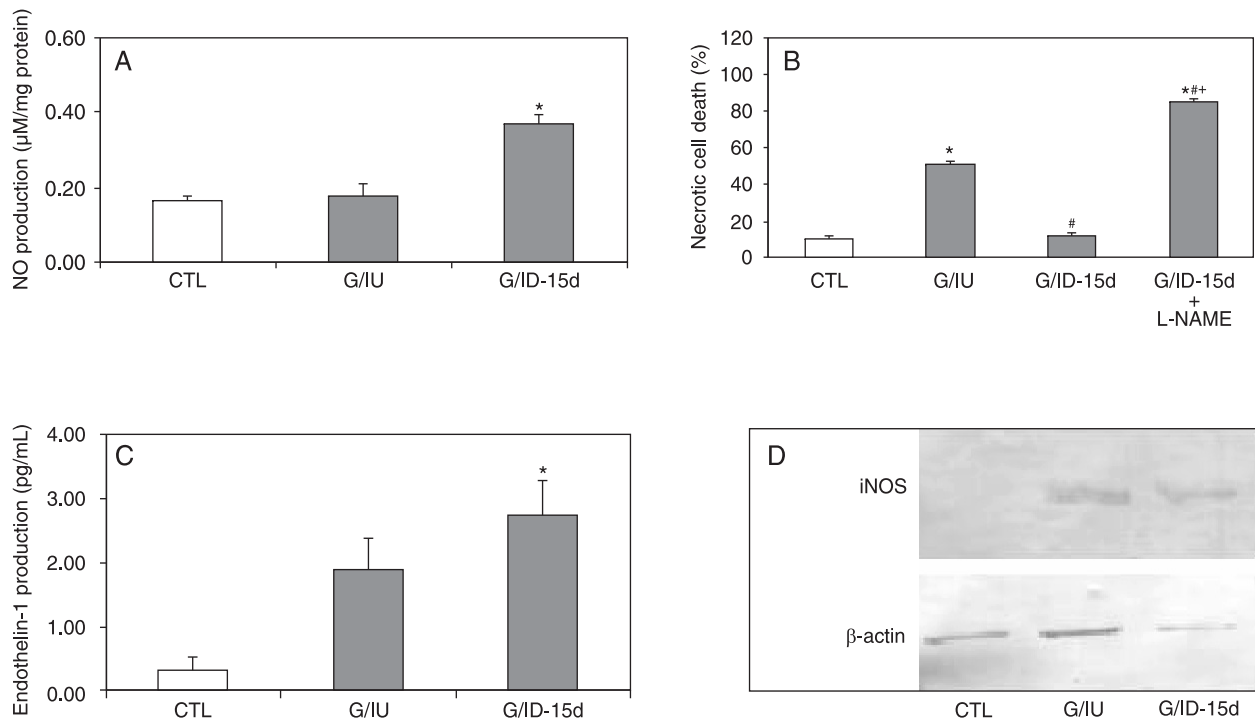 A
NO production (µM/mg protein)
0.60
0.40
0.20
0.00
*
CTL
G/IU
G/ID-15d
B
Necrotic cell death (%)
120
100
80
60
40
20
0
*
#
*#+
CTL
G/IU
G/ID-15d
G/ID-15d
+
L-NAME
C
Endothelin-1 production (pg/mL)
4.00
3.00
2.00
1.00
0.00
*
CTL
G/IU
G/ID-15d
D
iNOS
β-actin
CTL
G/IU
G/ID-15d